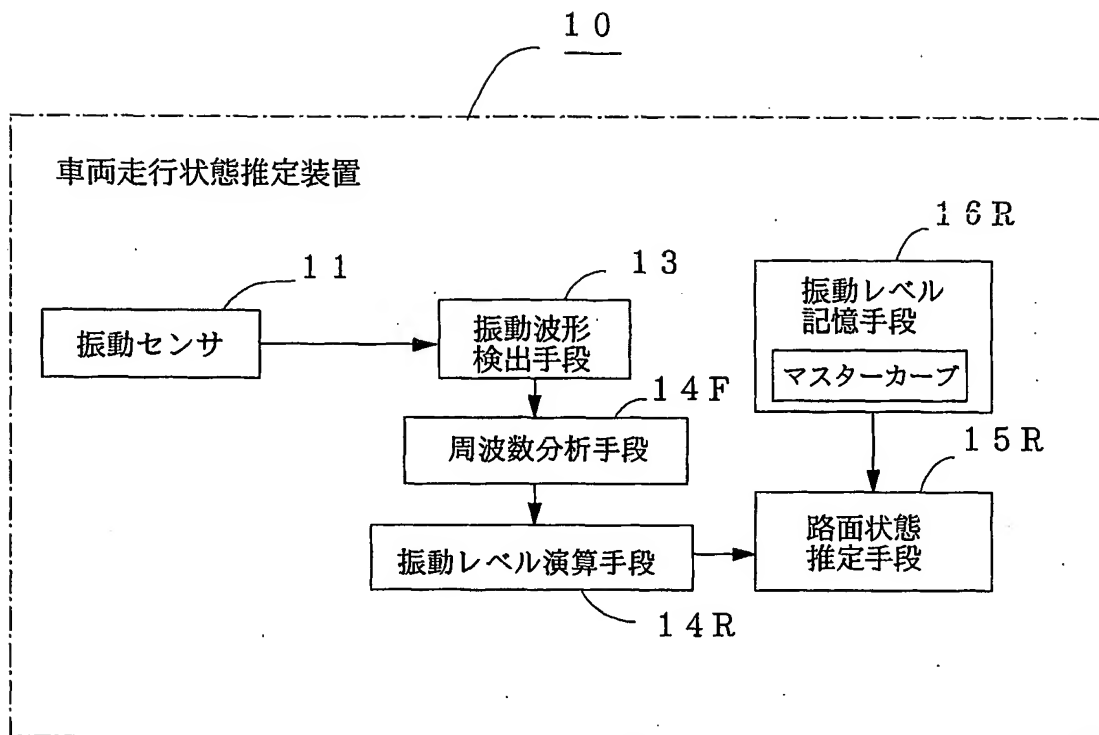 10
車両走行状態推定装置
16R
11
13
振動センサ
振動波形
検出手段
振動レベル
記憶手段
マスターカーブ
14F
周波数分析手段
15R
振動レベル演算手段
路面状態
推定手段
14R